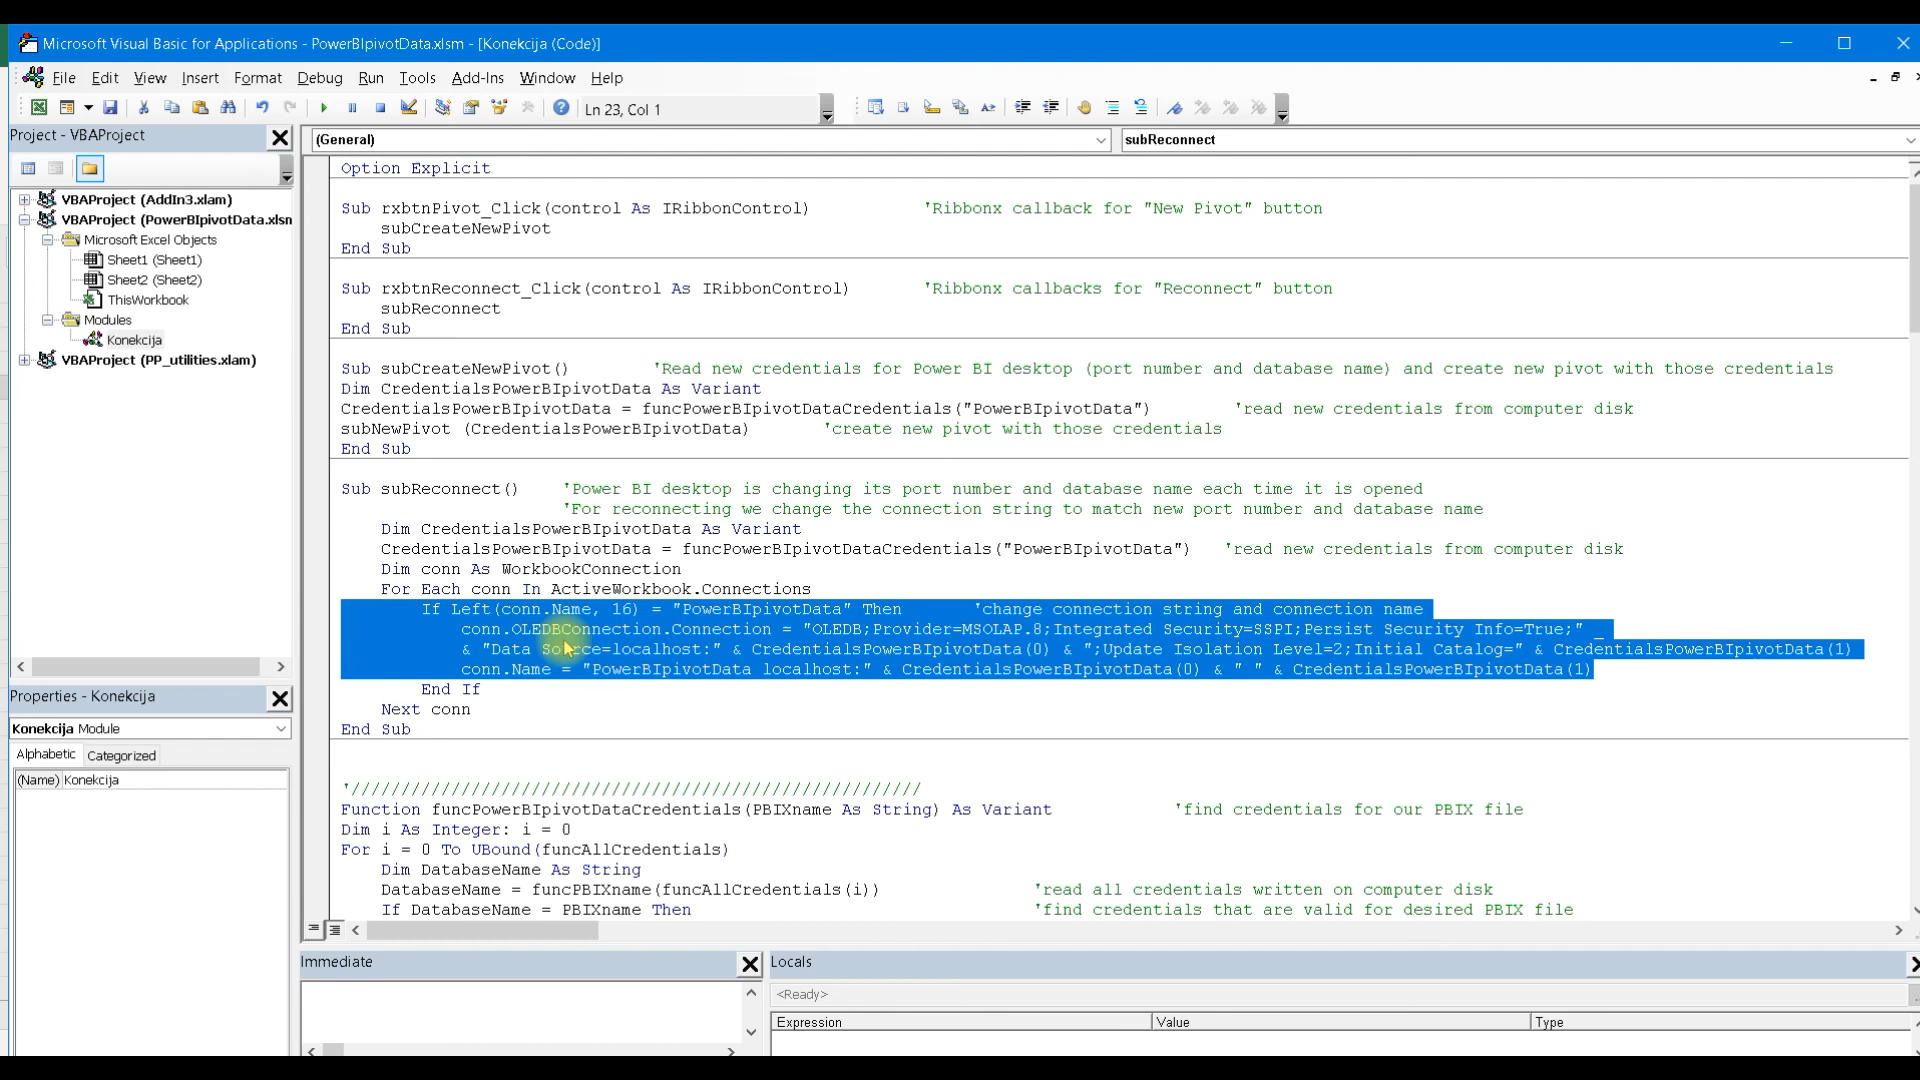 Microsoft Visual Basic for Applications - PowerBIpivotData.xlsm - [Konekcija (Code)]
File Edit View Insert Format Debug Run Tools Add-Ins Window Help
Ln 23, Col 1
Project - VBAProject
(General)
subReconnect
VBAProject (AddIn3.xlam)
VBAProject (PowerBIpivotData.xlsm
Microsoft Excel Objects
Sheet1 (Sheet1)
Sheet2 (Sheet2)
ThisWorkbook
Modules
Konekcija
VBAProject (PP_utilities.xlam)
Properties - Konekcija
Konekcija Module
Alphabetic Categorized
(Name) Konekcija
Option Explicit
Sub rxbtnPivot_Click(control As IRibbonControl) 'Ribbonx callback for "New Pivot" button
subCreateNewPivot
End Sub
Sub rxbtnReconnect_Click(control As IRibbonControl) 'Ribbonx callbacks for "Reconnect" button
subReconnect
End Sub
Sub subCreateNewPivot() 'Read new credentials for Power BI desktop (port number and database name) and create new pivot with those credentials
Dim CredentialsPowerBIpivotData As Variant
CredentialsPowerBIpivotData = funcPowerBIpivotDataCredentials("PowerBIpivotData") 'read new credentials from computer disk
subNewPivot (CredentialsPowerBIpivotData) 'create new pivot with those credentials
End Sub
Sub subReconnect() 'Power BI desktop is changing its port number and database name each time it is opened
'For reconnecting we change the connection string to match new port number and database name
Dim CredentialsPowerBIpivotData As Variant
CredentialsPowerBIpivotData = funcPowerBIpivotDataCredentials("PowerBIpivotData") 'read new credentials from computer disk
Dim conn As WorkbookConnection
For Each conn In ActiveWorkbook.Connections
If Left(conn.Name, 16) = "PowerBIpivotData" Then 'change connection string and connection name
conn.OLEDBConnection.Connection = "OLEDB;Provider=MSOLAP.8;Integrated Security=SSPI;Persist Security Info=True;" _
& "Data Source=localhost:" & CredentialsPowerBIpivotData(0) & ";Update Isolation Level=2;Initial Catalog=" & CredentialsPowerBIpivotData(1)
conn.Name = "PowerBIpivotData localhost:" & CredentialsPowerBIpivotData(0) & " " & CredentialsPowerBIpivotData(1)
End If
Next conn
End Sub
'/////////////////////////////////////////////////////////
Function funcPowerBIpivotDataCredentials(PBIXname As String) As Variant 'find credentials for our PBIX file
Dim i As Integer: i = 0
For i = 0 To UBound(funcAllCredentials)
Dim DatabaseName As String
DatabaseName = funcPBIXname(funcAllCredentials(i)) 'read all credentials written on computer disk
If DatabaseName = PBIXname Then 'find credentials that are valid for desired PBIX file
Immediate
Locals
<Ready>
Expression Value Type